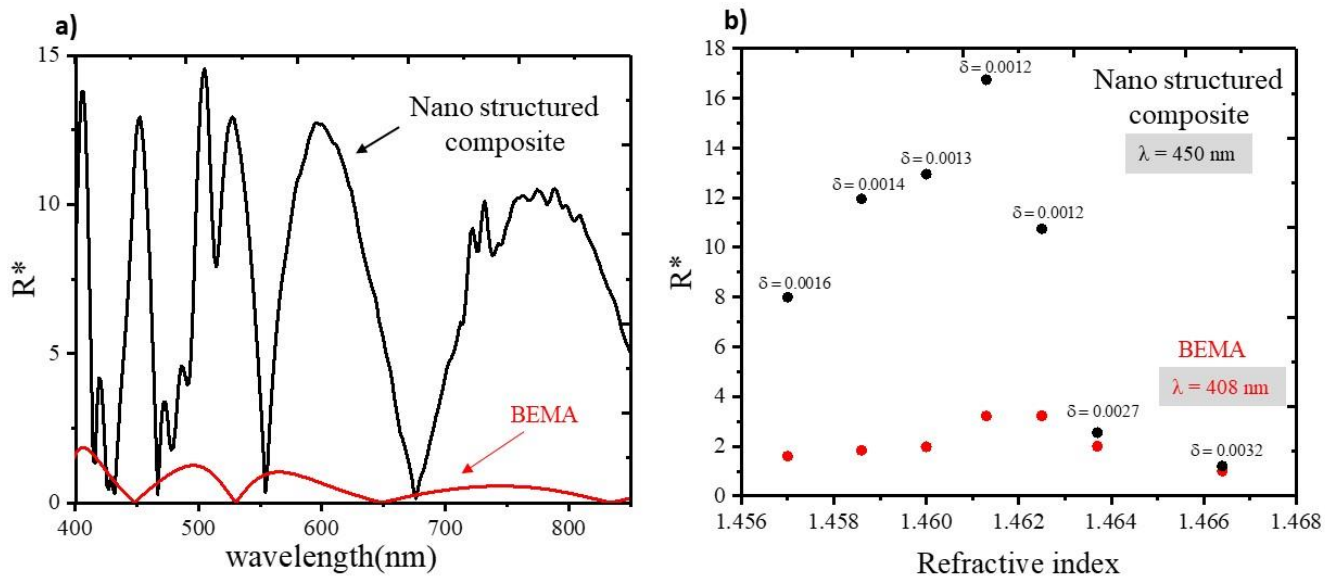 a)
15
10
5
0
R*
400
500
600
700
800
wavelength(nm)
Nano structured
composite
BEMA
b)
18
16
14
12
10
8
6
4
2
0
R*
1.456
1.458
1.460
1.462
1.464
1.466
1.468
Refractive index
δ = 0.0012
δ = 0.0013
δ = 0.0014
δ = 0.0012
δ = 0.0016
δ = 0.0027
δ = 0.0032
Nano structured
composite
λ = 450 nm
BEMA
λ = 408 nm